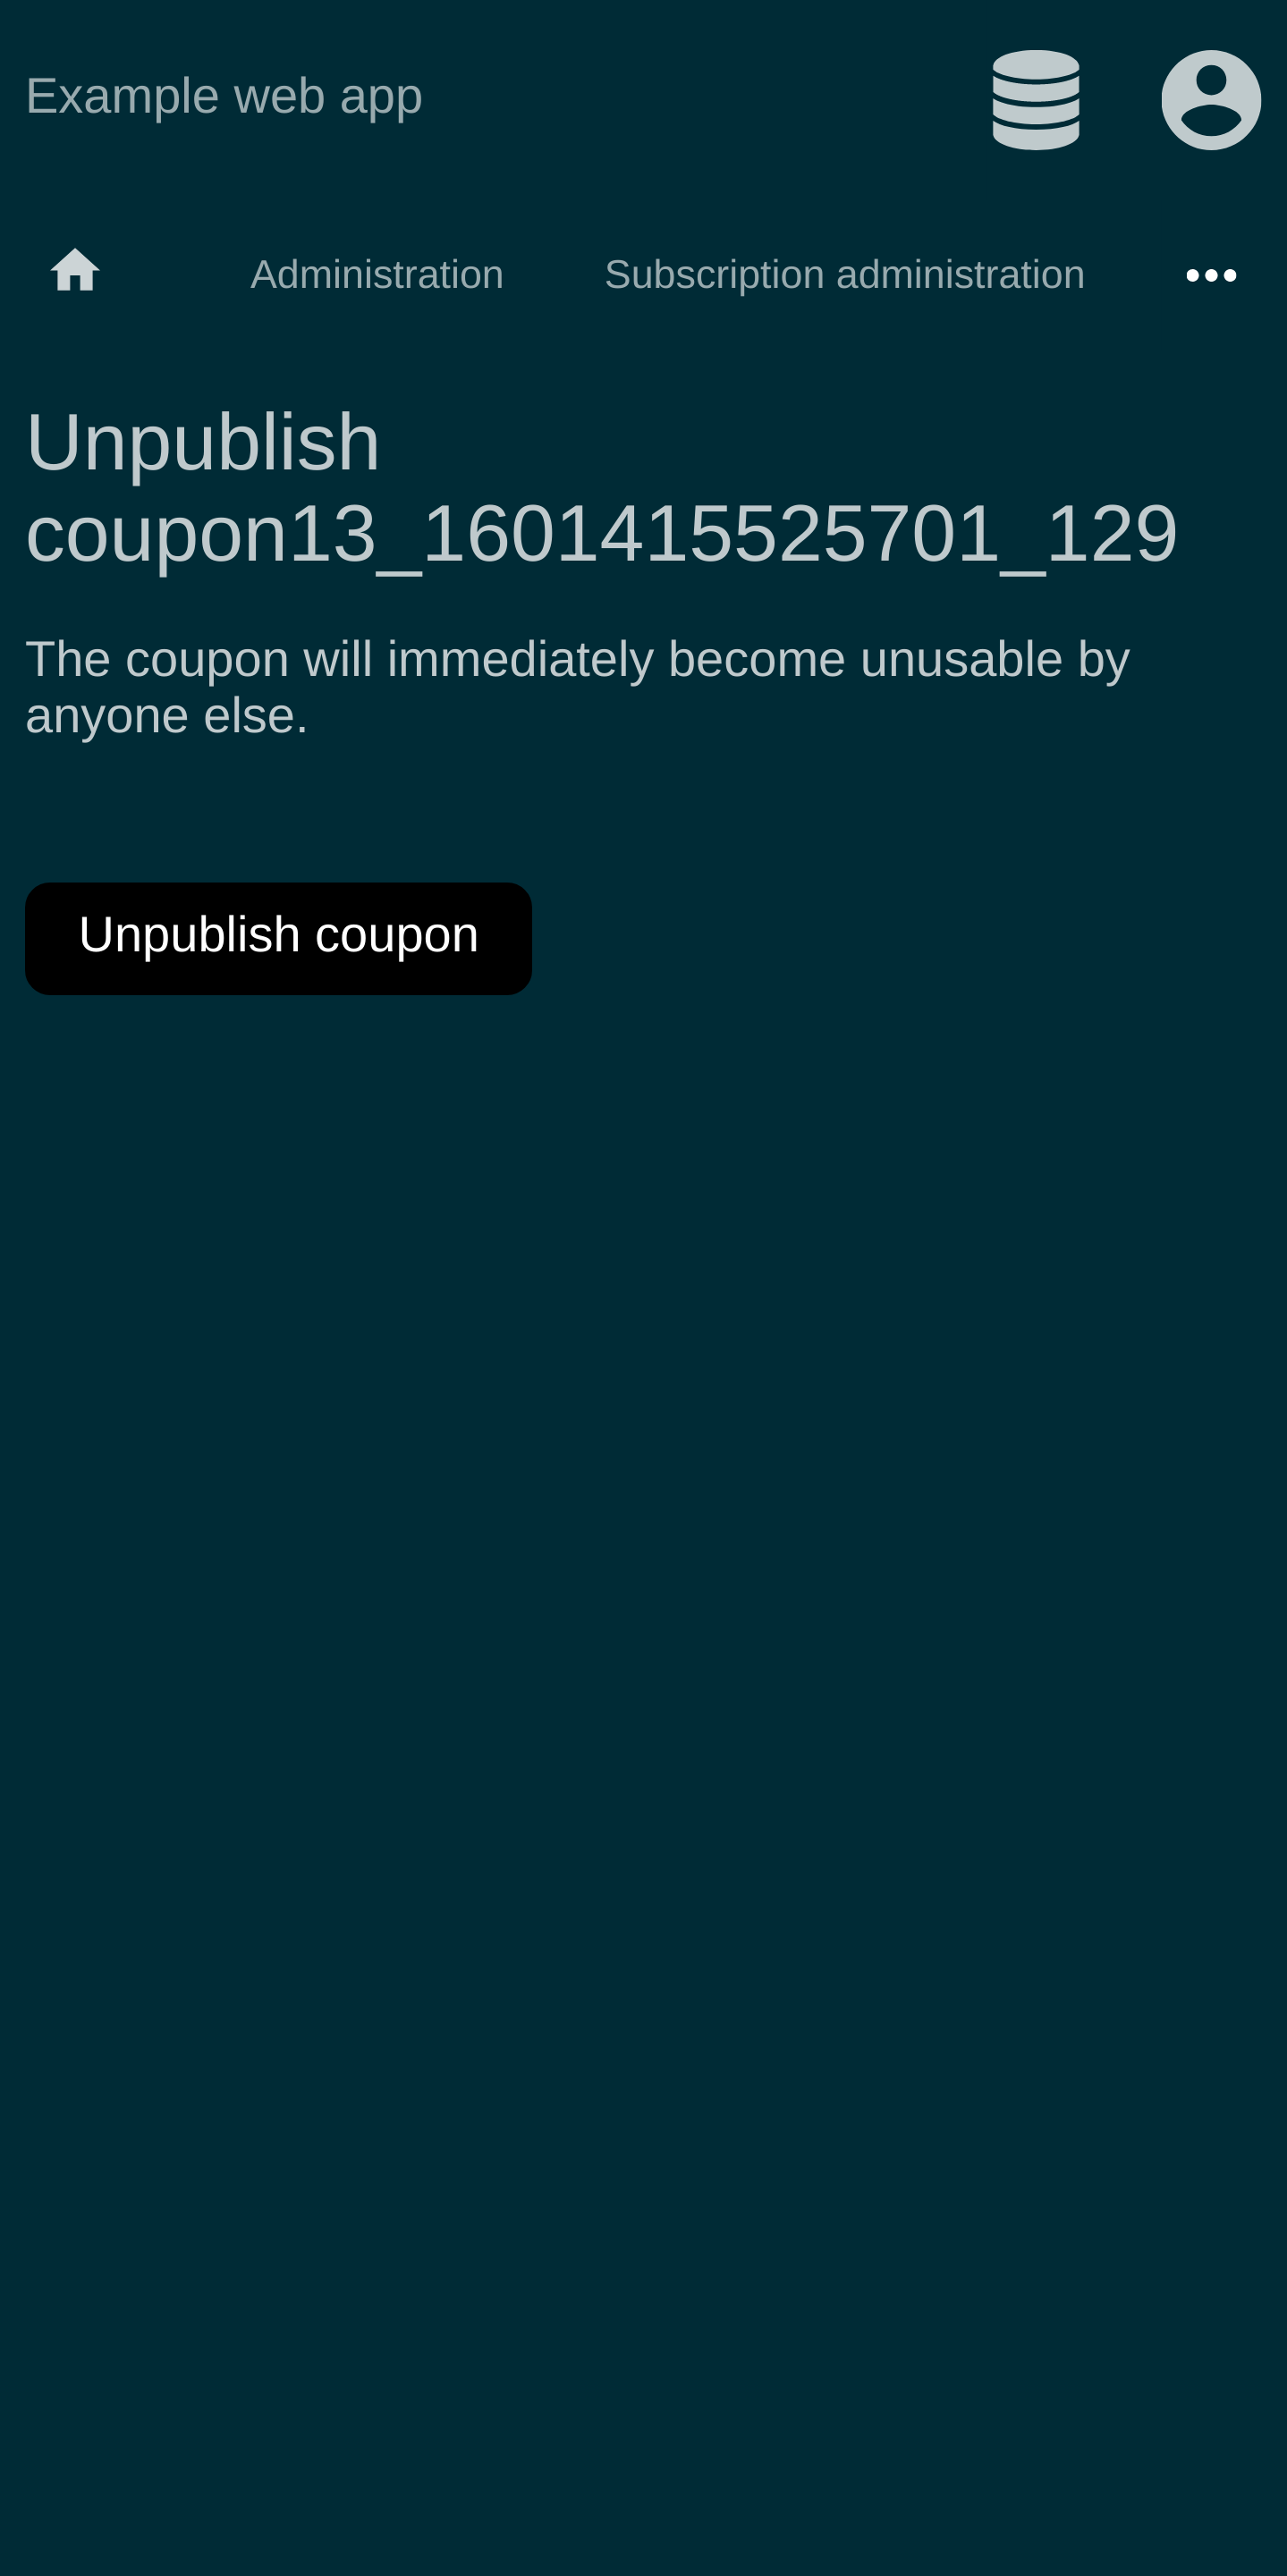 Example web app
Administration Subscription administration
Unpublish
coupon13_1601415525701_129
The coupon will immediately become unusable by
anyone else.
Unpublish coupon